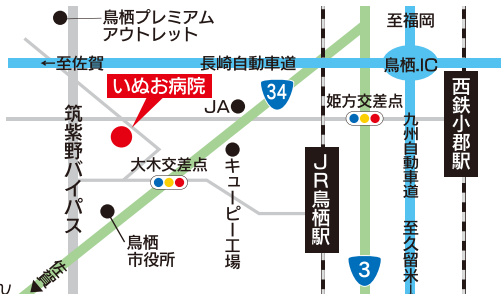 鳥栖プレミアム
アウトレット
至福岡
←至佐賀
長崎自動車道
鳥栖.IC
いぬお病院
34
JA
姫方交差点
西鉄小郡駅
筑紫野バイパス
大木交差点
キューピー工場
JR鳥栖駅
九州自動車道
鳥栖
市役所
至久留米→
佐賀
3